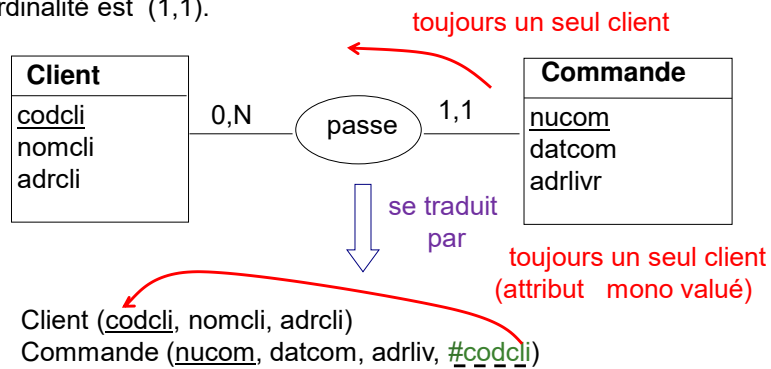 rdinalité est (1,1).
toujours un seul client
Client
codcli
nomcli
adrcli
0,N
passe
1,1
Commande
nucom
datcom
adrlivr
se traduit
par
toujours un seul client
(attribut mono valué)
Client (codcli, nomcli, adrcli)
Commande (nucom, datcom, adrliv, #codcli)